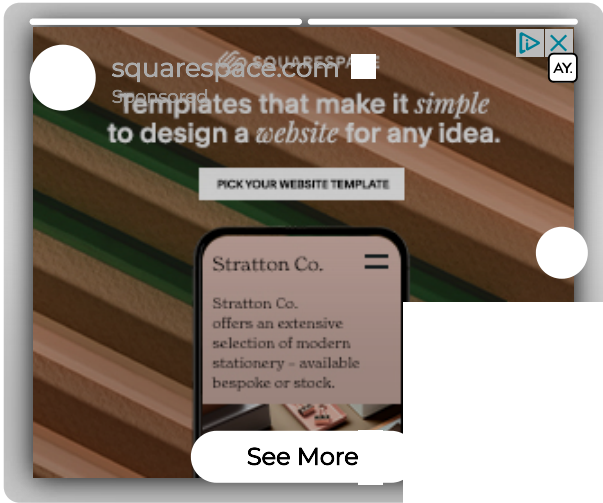 squarespace.com
SQUARESPACE
Sponsored
Templates that make it simple
to design a website for any idea.
PICK YOUR WEBSITE TEMPLATE
AY.
Stratton Co.
Stratton Co.
offers an extensive
selection of modern
stationery – available
bespoke or stock.
See More